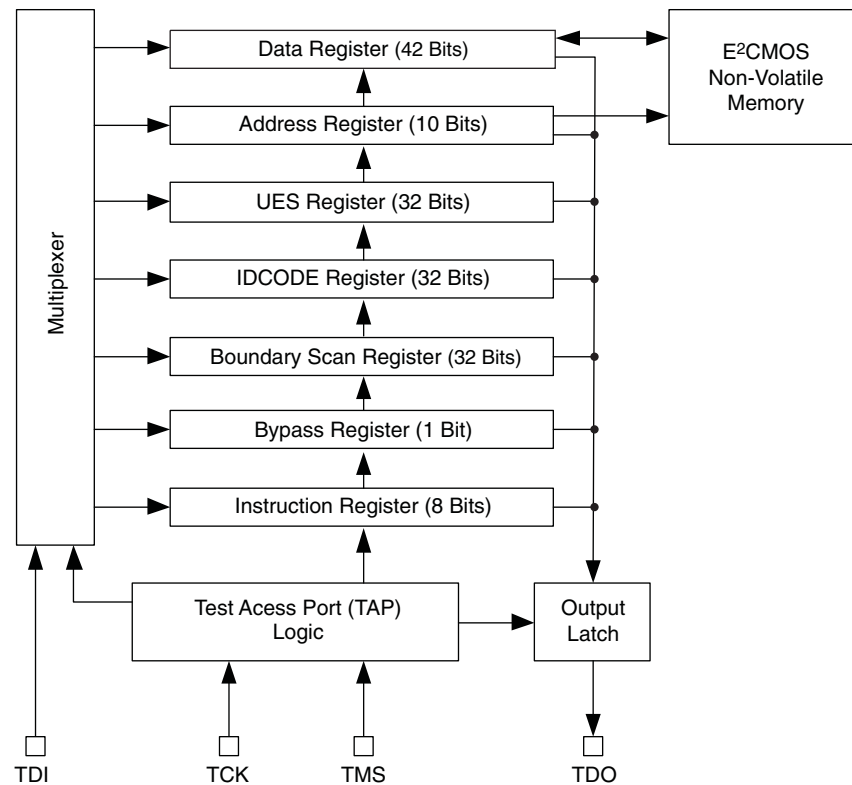 Data Register (42 Bits)
E²CMOS
Non-Volatile
Memory
Address Register (10 Bits)
UES Register (32 Bits)
IDCODE Register (32 Bits)
Multiplexer
Boundary Scan Register (32 Bits)
Bypass Register (1 Bit)
Instruction Register (8 Bits)
Test Acess Port (TAP)
Logic
Output
Latch
TDI
TCK
TMS
TDO